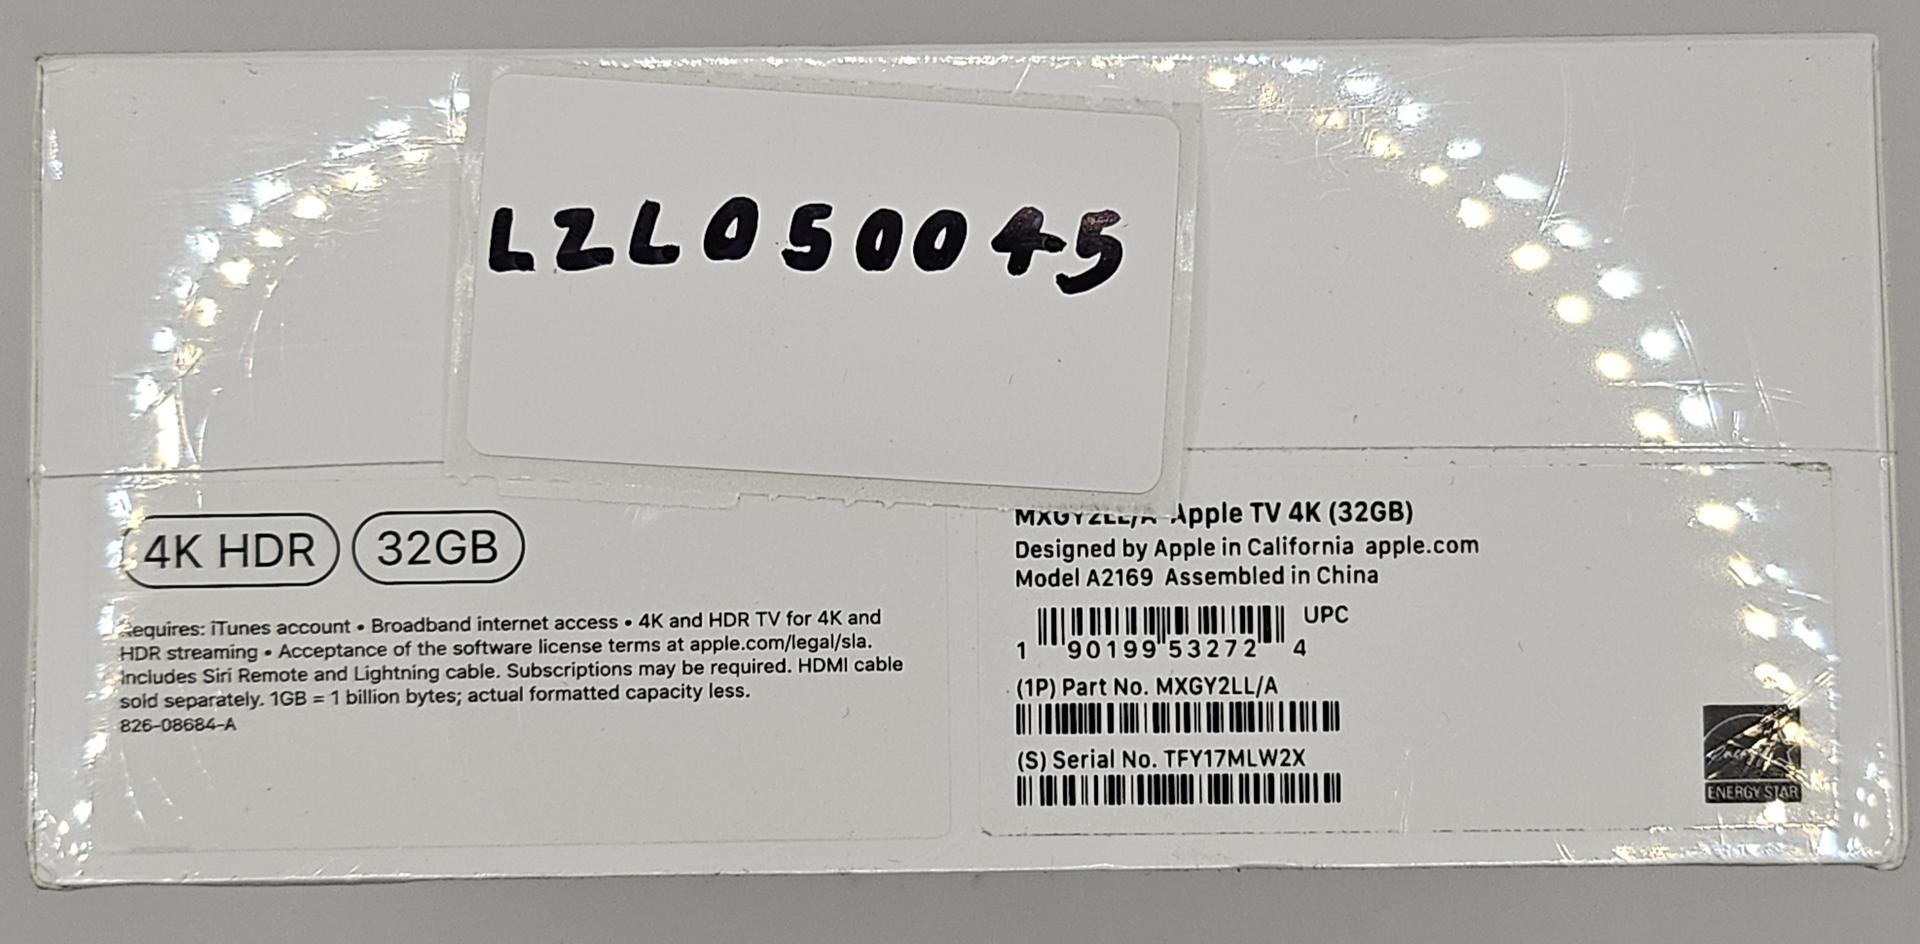 LZL050045
4K HDR 32GB
Requires: iTunes account • Broadband internet access • 4K and HDR TV for 4K and
HDR streaming • Acceptance of the software license terms at apple.com/legal/sla.
Includes Siri Remote and Lightning cable. Subscriptions may be required. HDMI cable
sold separately. 1GB = 1 billion bytes; actual formatted capacity less.
826-08684-A
MXGY2LL/A Apple TV 4K (32GB)
Designed by Apple in California apple.com
Model A2169 Assembled in China
UPC
1 90199 53272 4
(1P) Part No. MXGY2LL/A
(S) Serial No. TFY17MLW2X
ENERGY STAR